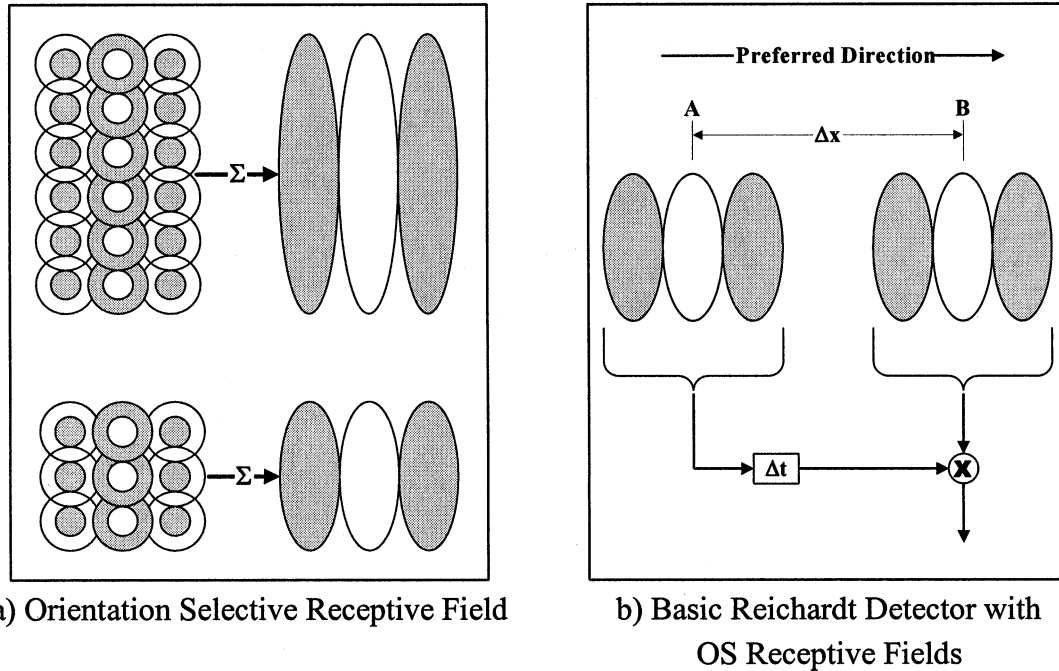 Preferred Direction
A
B
Δx
Σ
Σ
Δt
X
a) Orientation Selective Receptive Field
b) Basic Reichardt Detector with
OS Receptive Fields